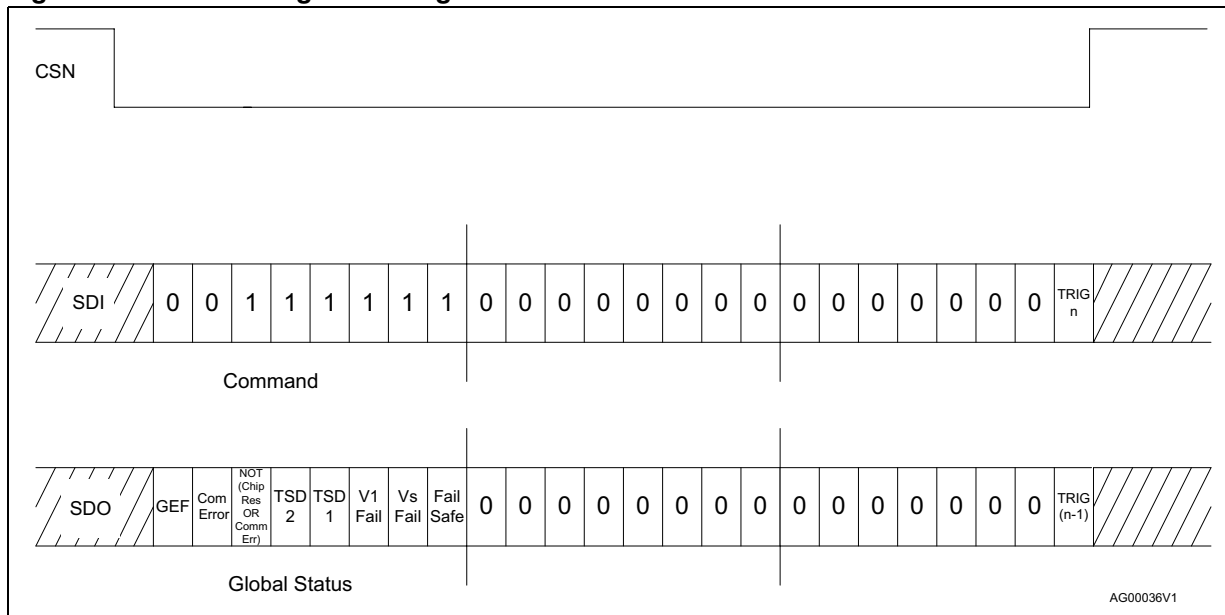 CSN
SDI 0 0 1 1 1 1 1 1 0 0 0 0 0 0 0 0 0 0 0 0 0 0 0 TRIG n
Command
SDO GEF Com Error NOT (Chip Res OR Comm Err) TSD 2 TSD 1 V1 Fail Vs Fail Fail Safe 0 0 0 0 0 0 0 0 0 0 0 0 0 0 0 TRIG (n-1)
Global Status
AG00036V1